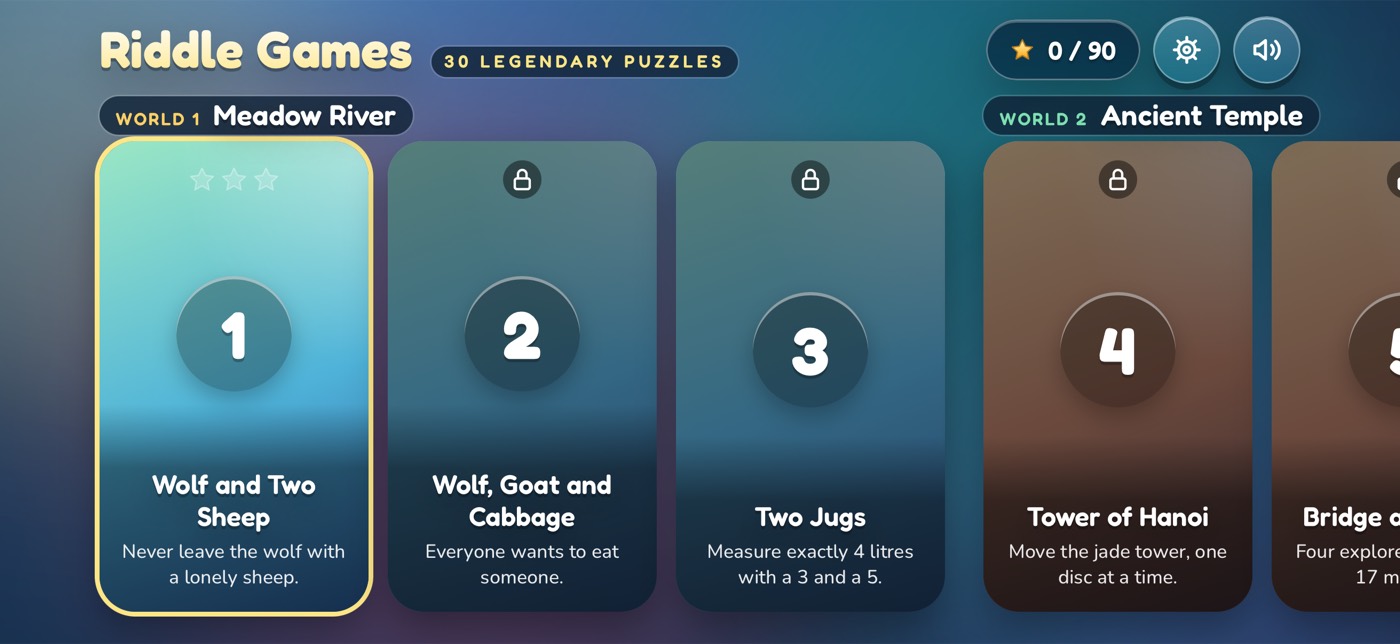 Riddle Games
30 LEGENDARY PUZZLES
0 / 90
WORLD 1 Meadow River
WORLD 2 Ancient Temple
1
Wolf and Two
Sheep
Never leave the wolf with
a lonely sheep.
2
Wolf, Goat and
Cabbage
Everyone wants to eat
someone.
3
Two Jugs
Measure exactly 4 litres
with a 3 and a 5.
4
Tower of Hanoi
Move the jade tower, one
disc at a time.
Bridge
Four
17